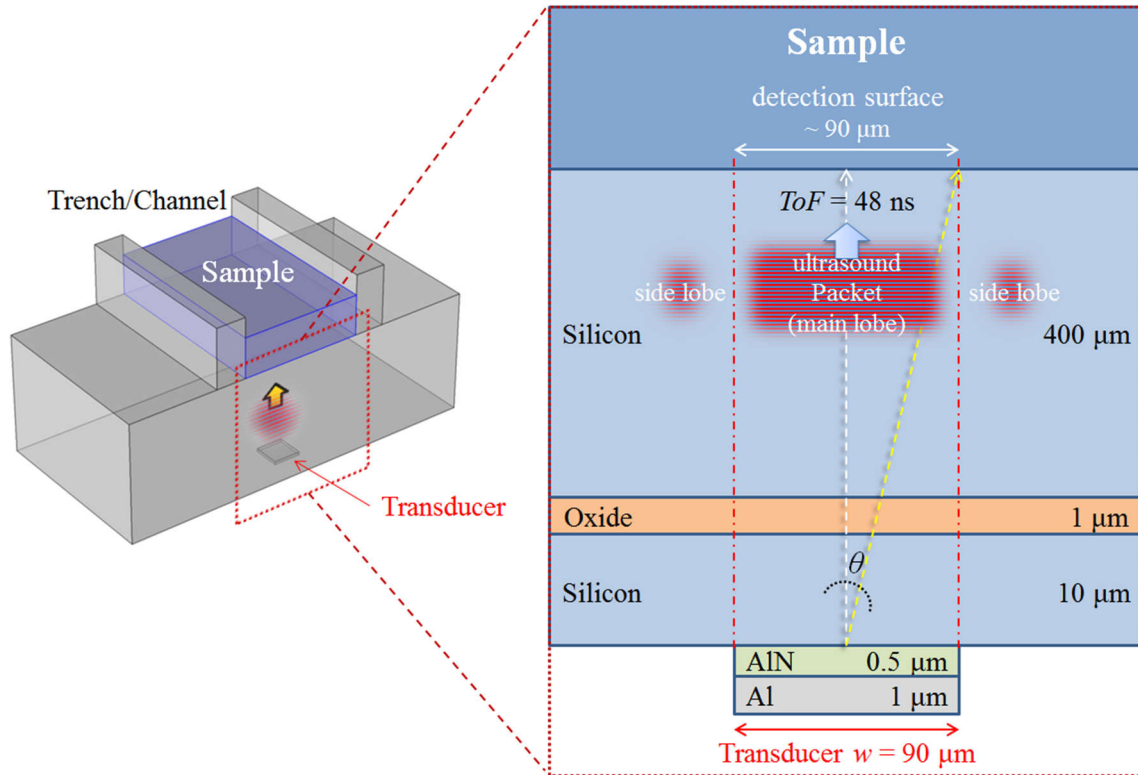 Trench/Channel
Sample
Transducer
Sample
detection surface
~ 90 μm
ToF = 48 ns
ultrasound
Packet
(main lobe)
side lobe
side lobe
Silicon
400 μm
Oxide
1 μm
θ
Silicon
10 μm
AlN
0.5 μm
Al
1 μm
Transducer w = 90 μm